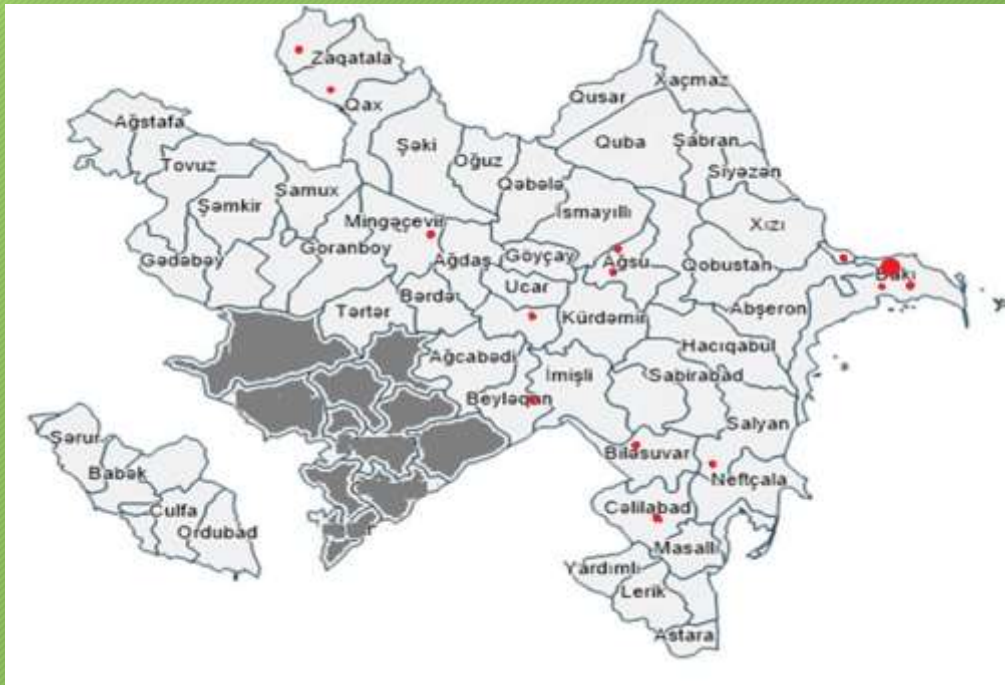 Zaqatala
Xaçmaz
Qusar
Qax
Ağstafa
Şəki
Quba
Şabran
Oğuz
Tovuz
Siyəzən
Qəbələ
Samux
Şəmkir
İsmayıllı
Mingəçevir
Xızı
Goranboy
Gədəbəy
Ağdaş
Göyçay
Ağsu
Qobustan
Bakı
Ucar
Bərdə
Abşeron
Tərtər
Kürdəmir
Hacıqabul
Ağcabədi
İmişli
Sabirabad
Beyləqan
Salyan
Şərur
Biləsuvar
Babək
Neftçala
Cəlilabad
Culfa
Ordubad
Masallı
Yardımlı
Lerik
Astara